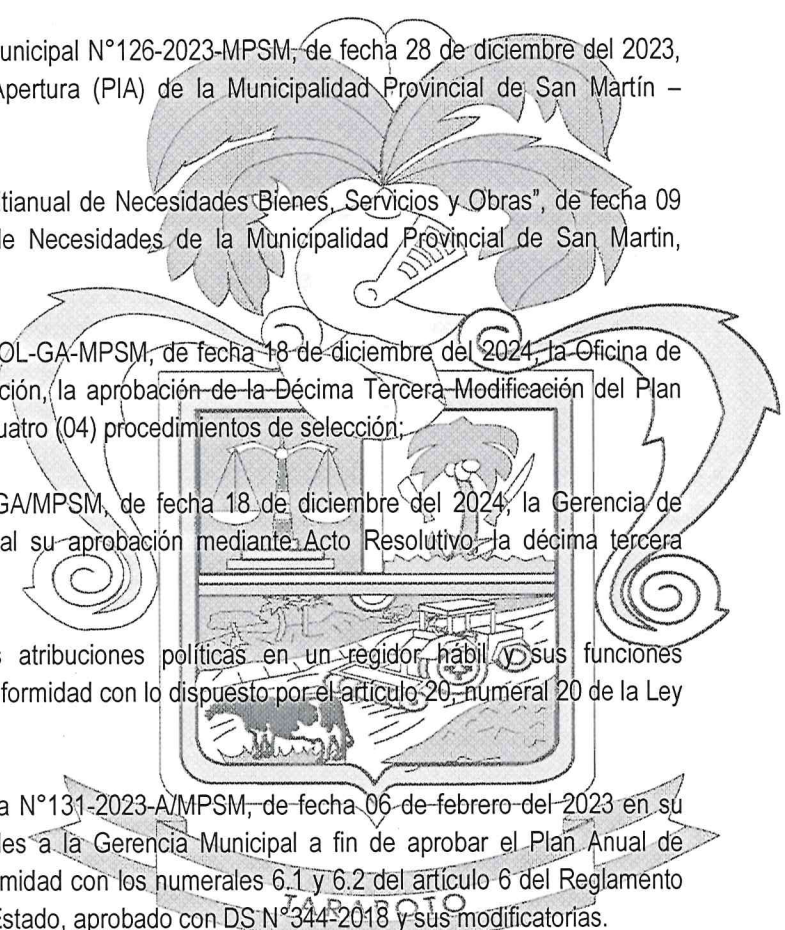 unicipal N°126-2023-MPSM, de fecha 28 de diciembre del 2023,
Apertura (PIA) de la Municipalidad Provincial de San Martín –
tianual de Necesidades Bienes, Servicios y Obras", de fecha 09
de Necesidades de la Municipalidad Provincial de San Martin,
OL-GA-MPSM, de fecha 18 de diciembre del 2024, la Oficina de
ción, la aprobación de la Décima Tercera Modificación del Plan
uatro (04) procedimientos de selección;
GA/MPSM, de fecha 18 de diciembre del 2024, la Gerencia de
al su aprobación mediante Acto Resolutivo, la décima tercera
s atribuciones políticas en un regidor hábil y sus funciones
formidad con lo dispuesto por el artículo 20, numeral 20 de la Ley
a N°131-2023-A/MPSM, de fecha 06 de febrero del 2023 en su
les a la Gerencia Municipal a fin de aprobar el Plan Anual de
rmidad con los numerales 6.1 y 6.2 del artículo 6 del Reglamento
Estado, aprobado con DS N°344-2018 y sus modificatorias.
TARAPOTO